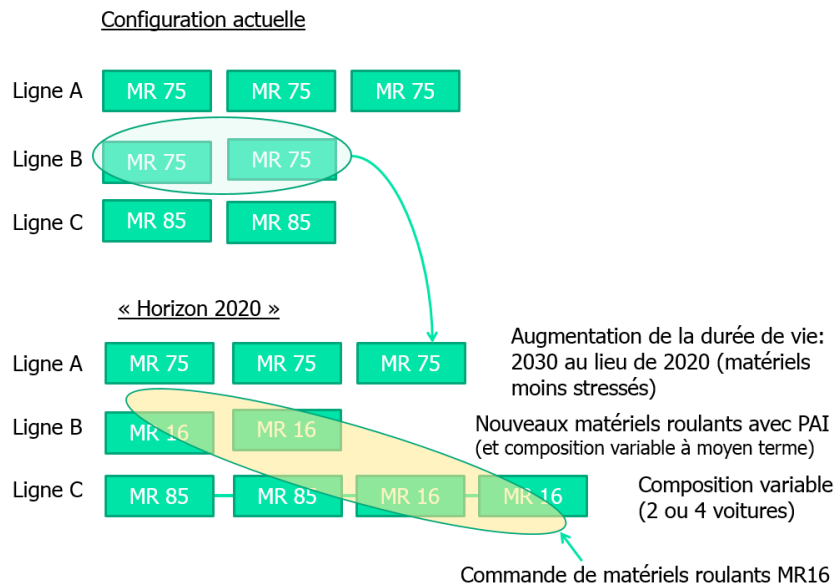 Configuration actuelle
Ligne A MR 75 MR 75 MR 75
Ligne B MR 75 MR 75
Ligne C MR 85 MR 85
« Horizon 2020 »
Ligne A MR 75 MR 75 MR 75
Augmentation de la durée de vie:
2030 au lieu de 2020 (matériels
moins stressés)
Ligne B MR 16 MR 16
Nouveaux matériels roulants avec PAI
(et composition variable à moyen terme)
Ligne C MR 85 MR 85 MR 16 MR 16
Composition variable
(2 ou 4 voitures)
Commande de matériels roulants MR16